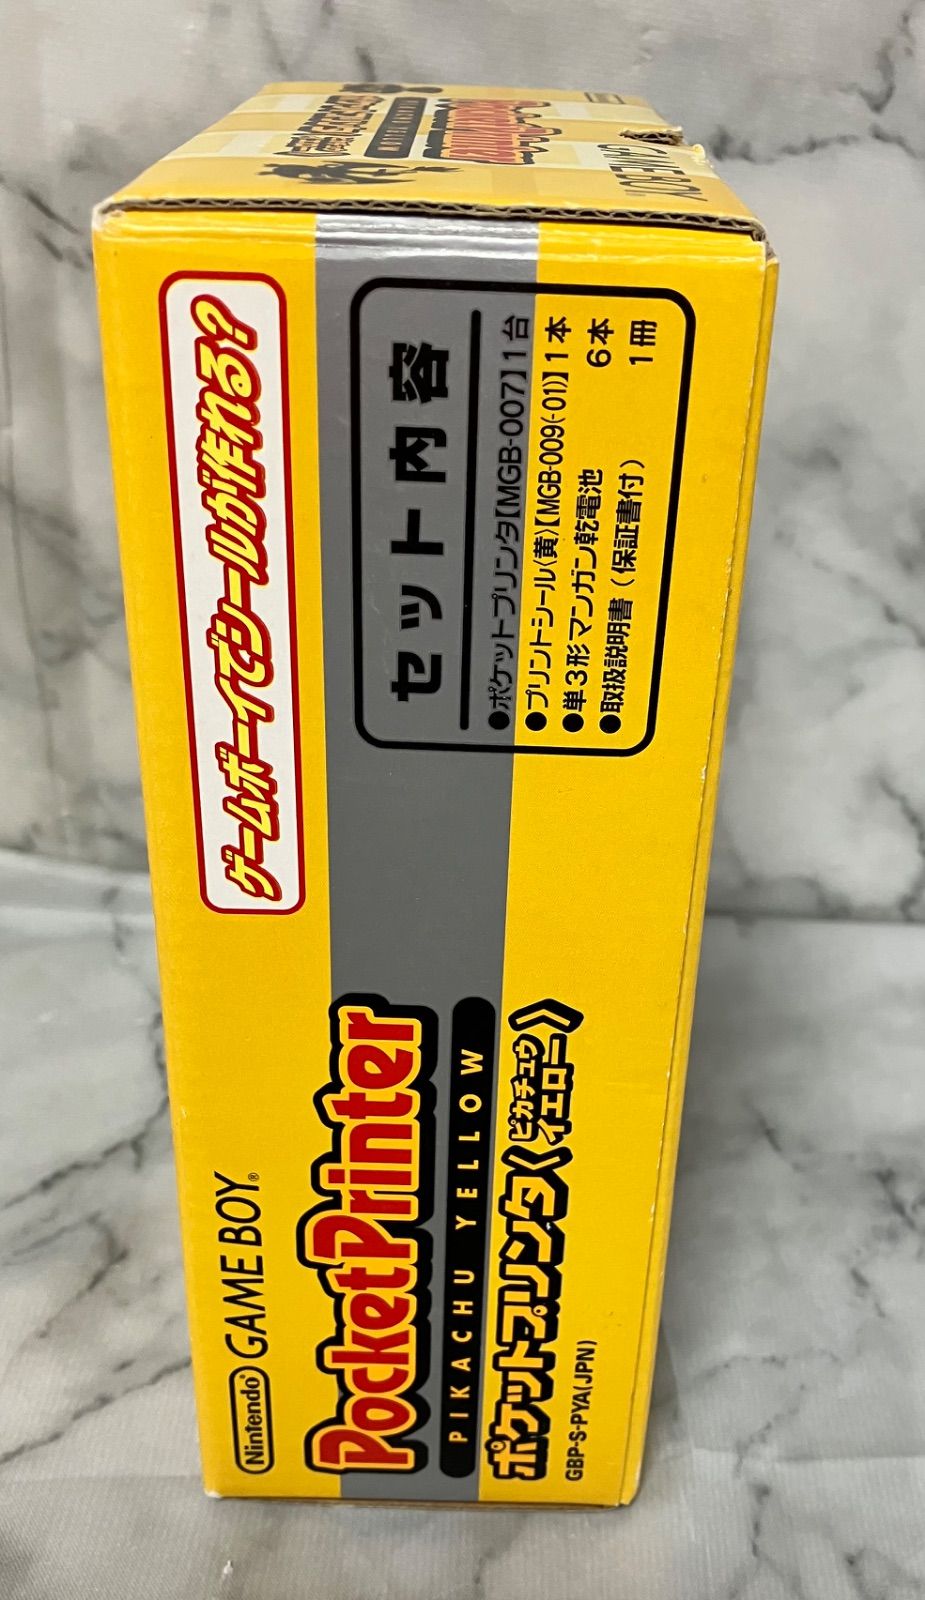 ゲームボーイでシールが作れる?
セット内容
●ポケットプリンタ【MGB-007】1台
●プリントシール〈黄〉【MGB-009(-01)】1本
●単3形マンガン乾電池 6本
●取扱説明書(保証書付) 1冊
Nintendo GAME BOY®
PocketPrinter
PIKACHU YELLOW
ポケットプリンタ〈ピカチュウイエロー〉
GBP-S-PYA(JPN)
GAME BOY